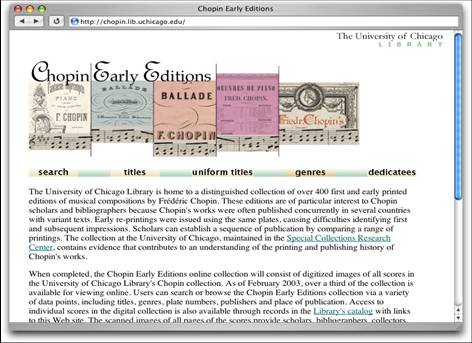 Chopin Early Editions
http://chopin.lib.uchicago.edu/
The University of Chicago
LIBRARY
Chopin Early Editions
PIANO
F. CHOPIN
BALLADE
BALLADE
F. CHOPIN
OEUVRES DE PIANO
FRÉD. CHOPIN.
Friedr. Chopin's
search titles uniform titles genres dedicatees
The University of Chicago Library is home to a distinguished collection of over 400 first and early printed
editions of musical compositions by Frédéric Chopin. These editions are of particular interest to Chopin
scholars and bibliographers because Chopin's works were often published concurrently in several countries
with variant texts. Early re-printings were issued using the same plates, causing difficulties identifying first
and subsequent impressions. Scholars can establish a sequence of publication by comparing a range of
printings. The collection at the University of Chicago, maintained in the Special Collections Research
Center, contains evidence that contributes to an understanding of the printing and publishing history of
Chopin's works.
When completed, the Chopin Early Editions online collection will consist of digitized images of all scores in
the University of Chicago Library's Chopin collection. As of February 2003, over a third of the collection is
available for viewing online. Users can search or browse the Chopin Early Editions collection via a variety
of data points, including titles, genres, plate numbers, publishers and place of publication. Access to
individual scores in the digital collection is also available through records in the Library's catalog with links
to this Web site. The scanned images of all pages of the scores provide scholars, bibliographers, collectors,